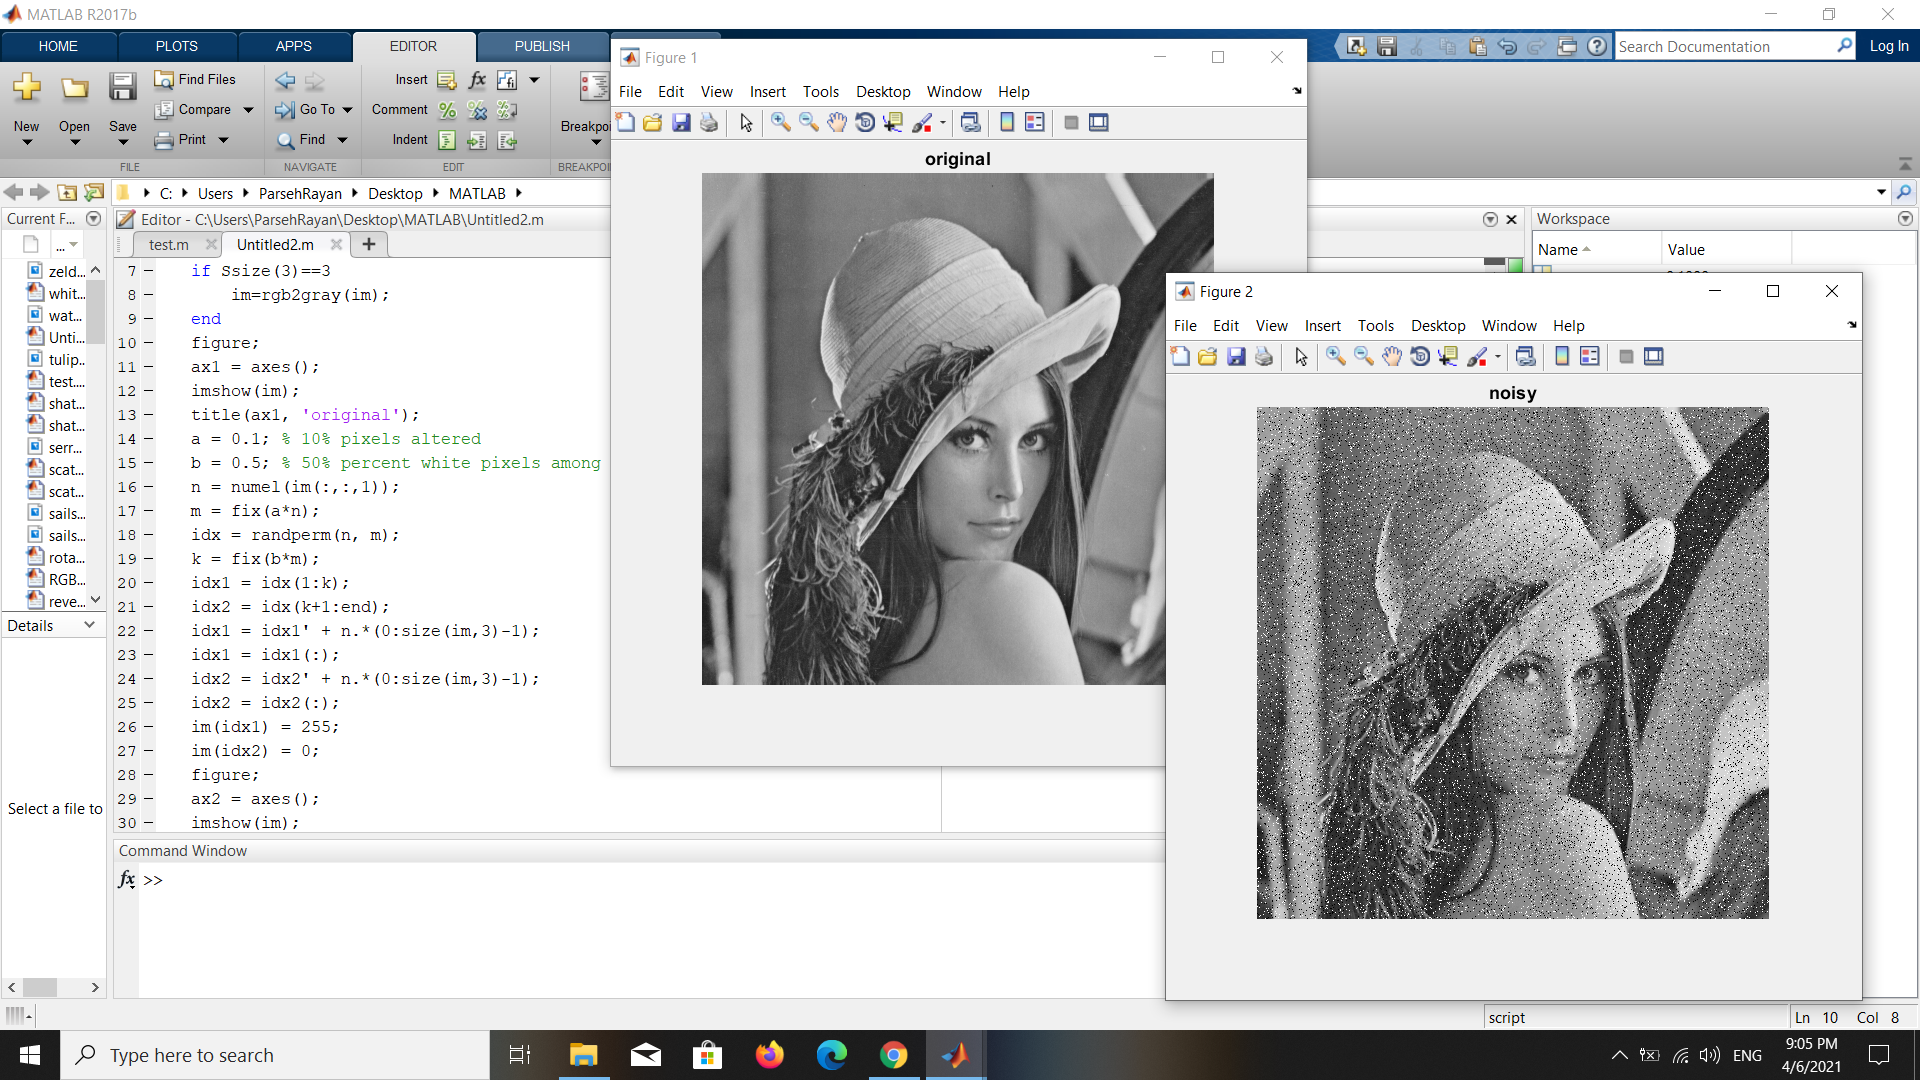 MATLAB R2017b
HOME PLOTS APPS EDITOR PUBLISH
Search Documentation Log In
New Open Save
Find Files
Compare
Print
Go To
Find
Insert
Comment
Indent
FILE NAVIGATE EDIT
C: Users ParsehRayan Desktop MATLAB
Current F...
Editor - C:\Users\ParsehRayan\Desktop\MATLAB\Untitled2.m
test.m Untitled2.m +
...
zeld...
whit...
wat...
Unti...
tulip...
test....
shat...
shat...
serr...
scat...
scat...
sails...
sails...
rota...
RGB...
reve...
Details
Select a file to
7 – if Ssize(3)==3
8 – im=rgb2gray(im);
9 – end
10 – figure;
11 – ax1 = axes();
12 – imshow(im);
13 – title(ax1, 'original');
14 – a = 0.1; % 10% pixels altered
15 – b = 0.5; % 50% percent white pixels among
16 – n = numel(im(:,:,1));
17 – m = fix(a*n);
18 – idx = randperm(n, m);
19 – k = fix(b*m);
20 – idx1 = idx(1:k);
21 – idx2 = idx(k+1:end);
22 – idx1 = idx1' + n.*(0:size(im,3)-1);
23 – idx1 = idx1(:);
24 – idx2 = idx2' + n.*(0:size(im,3)-1);
25 – idx2 = idx2(:);
26 – im(idx1) = 255;
27 – im(idx2) = 0;
28 – figure;
29 – ax2 = axes();
30 – imshow(im);
Command Window
fx >>
Figure 1
File Edit View Insert Tools Desktop Window Help
original
Workspace
Name Value
Figure 2
File Edit View Insert Tools Desktop Window Help
noisy
script Ln 10 Col 8
Type here to search
ENG
9:05 PM
4/6/2021